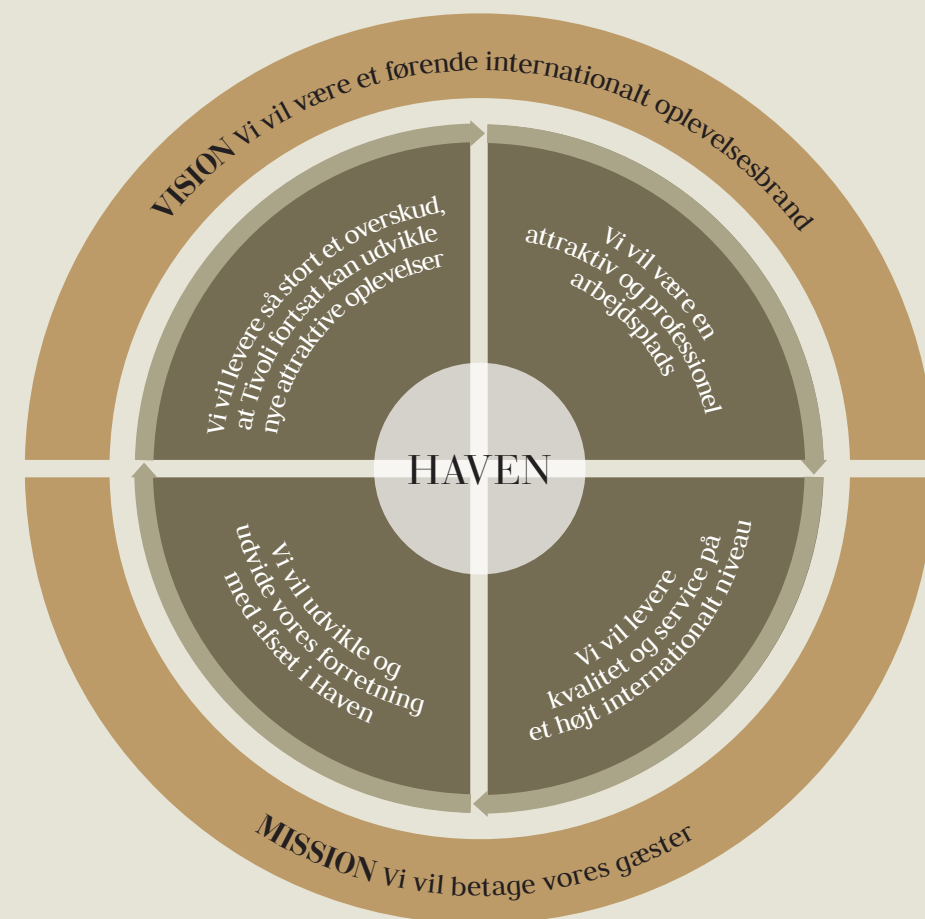 VISION Vi vil være et førende internationalt oplevelsesbrand
Vi vil levere så stort et overskud,
at Tivoli fortsat kan udvikle
nye attraktive oplevelser
Vi vil være en
attraktiv og professionel
arbejdsplads
HAVEN
Vi vil udvikle og
udvide vores forretning
med afsæt i Haven
Vi vil levere
kvalitet og service på
et højt internationalt niveau
MISSION Vi vil betage vores gæster